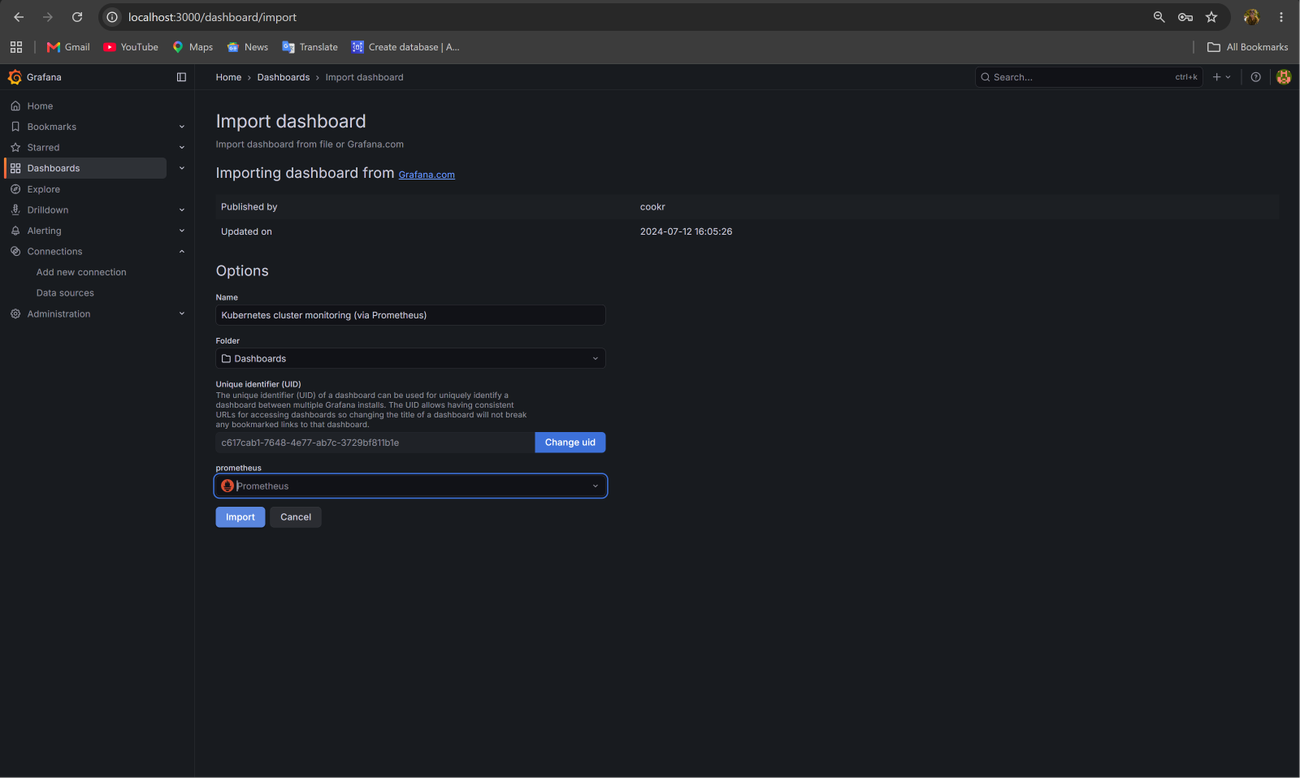 localhost:3000/dashboard/import
Gmail
YouTube
Maps
News
Translate
Create database | A...
All Bookmarks
Grafana
Home › Dashboards › Import dashboard
Search...
ctrl+k
Home
Bookmarks
Starred
Dashboards
Explore
Drilldown
Alerting
Connections
Add new connection
Data sources
Administration
Import dashboard
Import dashboard from file or Grafana.com
Importing dashboard from Grafana.com
Published by cookr
Updated on 2024-07-12 16:05:26
Options
Name
Kubernetes cluster monitoring (via Prometheus)
Folder
Dashboards
Unique identifier (UID)
The unique identifier (UID) of a dashboard can be used for uniquely identify a
dashboard between multiple Grafana installs. The UID allows having consistent
URLs for accessing dashboards so changing the title of a dashboard will not break
any bookmarked links to that dashboard.
c617cab1-7648-4e77-ab7c-3729bf811b1e
Change uid
prometheus
Prometheus
Import
Cancel